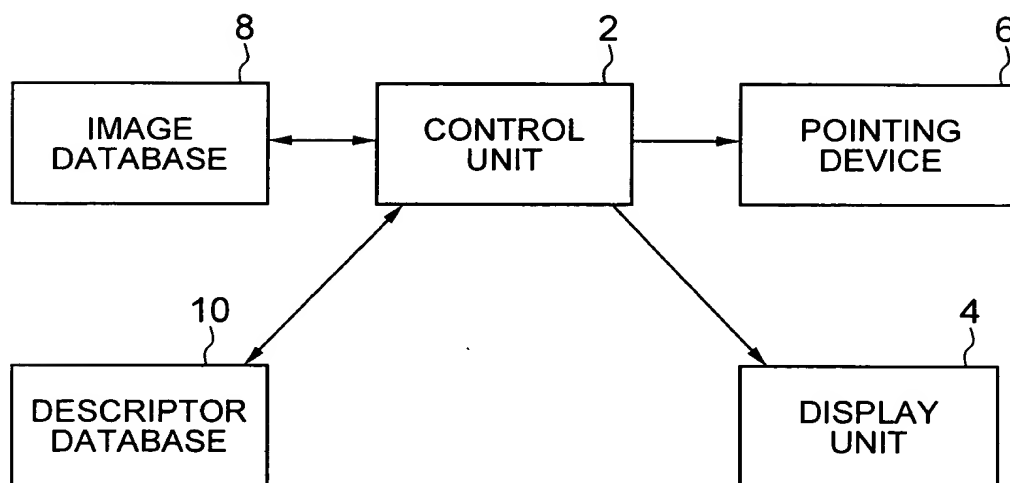 8
2
6
IMAGE
DATABASE
CONTROL
UNIT
POINTING
DEVICE
10
4
DESCRIPTOR
DATABASE
DISPLAY
UNIT